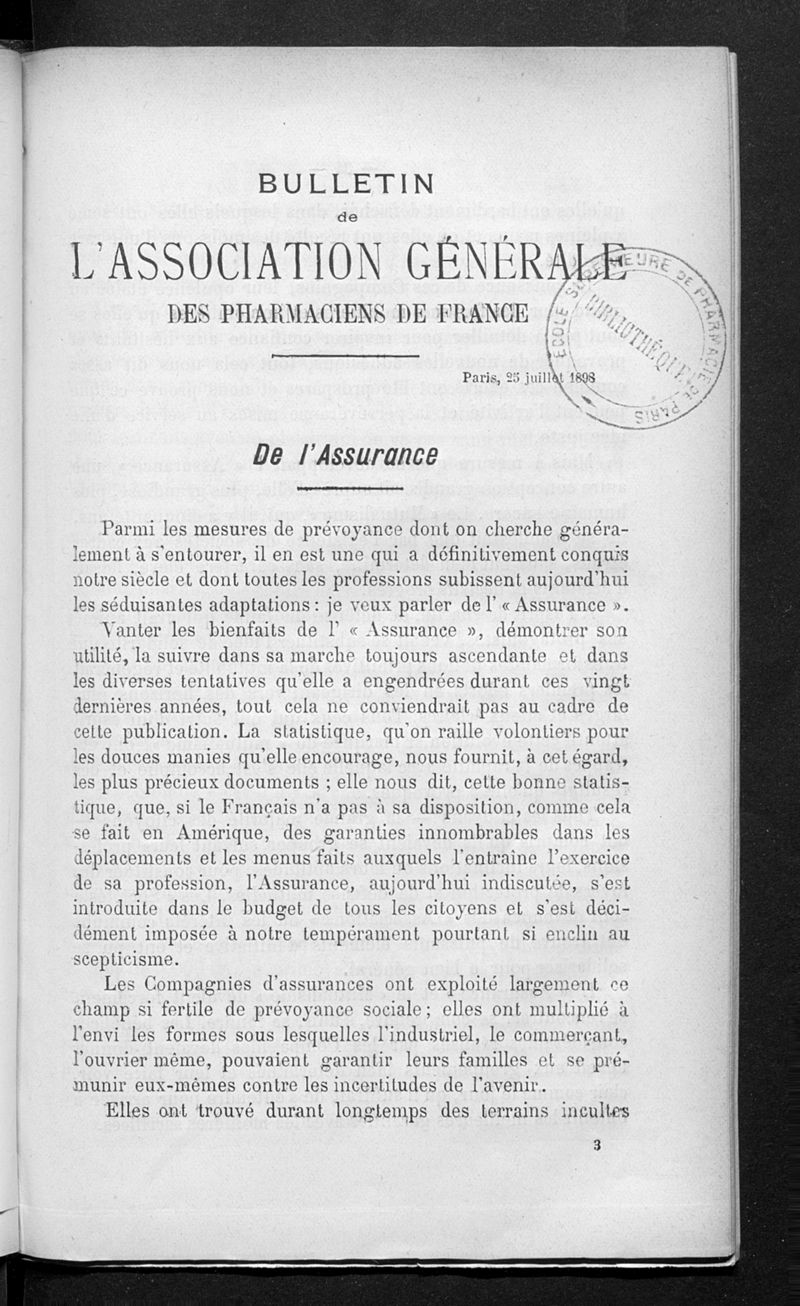 BULLETIN
de
L'ASSOCIATION GÉNÉRALE
DES PHARMACIENS DE FRANCE
ECOLE SUPERIEURE DE PHARMACIE DE PARIS
BIBLIOTHÈQUE
Paris, 25 juillet 1898
De l'Assurance
Parmi les mesures de prévoyance dont on cherche généra-
lement à s'entourer, il en est une qui a définitivement conquis
notre siècle et dont toutes les professions subissent aujourd'hui
les séduisantes adaptations : je veux parler de l' « Assurance ».
Vanter les bienfaits de l' « Assurance », démontrer son
utilité, la suivre dans sa marche toujours ascendante et dans
les diverses tentatives qu'elle a engendrées durant ces vingt
dernières années, tout cela ne conviendrait pas au cadre de
cette publication. La statistique, qu'on raille volontiers pour
les douces manies qu'elle encourage, nous fournit, à cet égard,
les plus précieux documents ; elle nous dit, cette bonne statis-
tique, que, si le Français n'a pas à sa disposition, comme cela
se fait en Amérique, des garanties innombrables dans les
déplacements et les menus faits auxquels l'entraîne l'exercice
de sa profession, l'Assurance, aujourd'hui indiscutée, s'est
introduite dans le budget de tous les citoyens et s'est déci-
dément imposée à notre tempérament pourtant si enclin au
scepticisme.
Les Compagnies d'assurances ont exploité largement ce
champ si fertile de prévoyance sociale ; elles ont multiplié à
l'envi les formes sous lesquelles l'industriel, le commerçant,
l'ouvrier même, pouvaient garantir leurs familles et se pré-
munir eux-mêmes contre les incertitudes de l'avenir.
Elles ont trouvé durant longtemps des terrains incultes
3